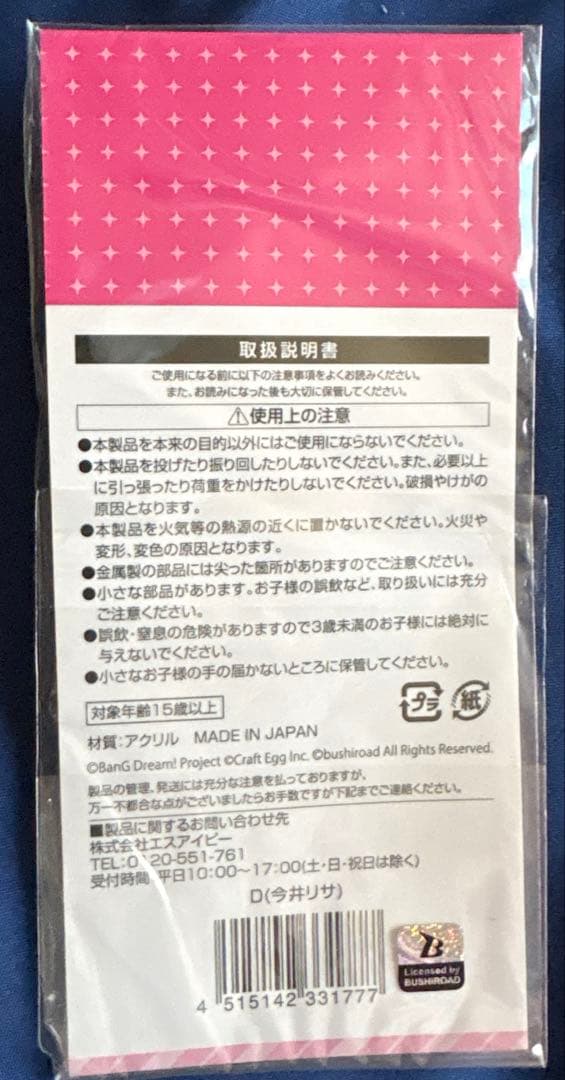 取扱説明書
ご使用になる前に以下の注意事項をよくお読みください。
また、お読みになった後も大切に保管してください。
⚠使用上の注意
●本製品を本来の目的以外にはご使用にならないでください。
●本製品を投げたり振り回したりしないでください。また、必要以上
に引っ張ったり荷重をかけたりしないでください。破損やけがの
原因となります。
●本製品を火気等の熱源の近くに置かないでください。火災や
変形、変色の原因となります。
●金属製の部品には尖った箇所がありますのでご注意ください。
●小さな部品があります。お子様の誤飲など、取り扱いには充分
ご注意ください。
●誤飲・窒息の危険がありますので3歳未満のお子様には絶対に
与えないでください。
●小さなお子様の手の届かないところに保管してください。
対象年齢15歳以上
プラ 紙
材質:アクリル MADE IN JAPAN
©BanG Dream! Project ©Craft Egg Inc. ©bushiroad All Rights Reserved.
製品の管理、発送には充分な注意を払っておりますが、
万一不都合な点がございましたらお手数ですが下記までご連絡ください。
■製品に関するお問い合わせ先
株式会社エスアイピー
TEL:0120-551-761
受付時間:平日10:00～17:00(土・日・祝日は除く)
D(今井リサ)
4 515142 331777
B
Licensed by
BUSHIROAD